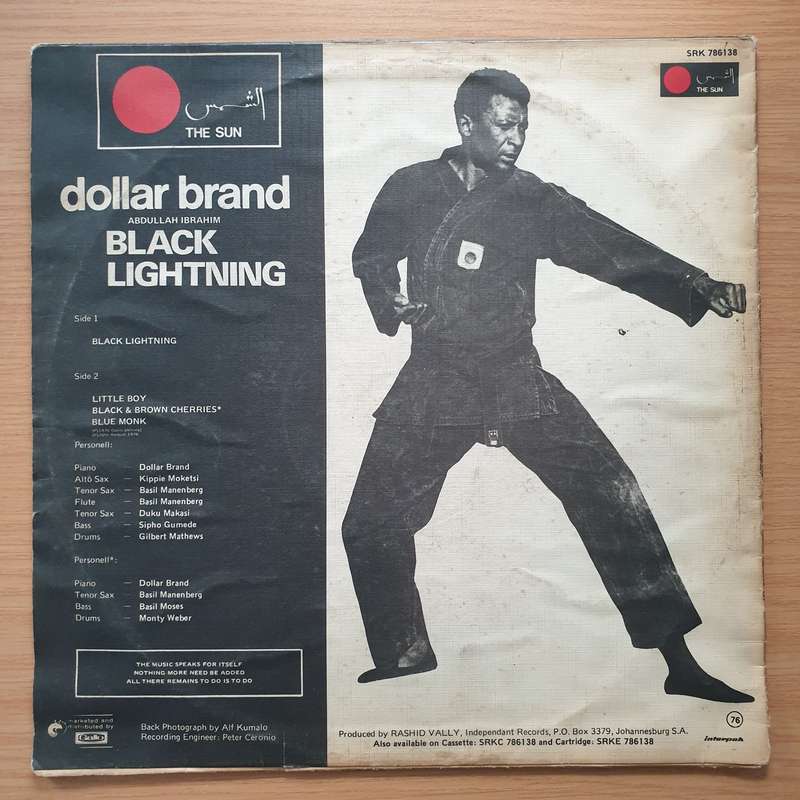 الشمس
THE SUN
dollar brand
ABDULLAH IBRAHIM
BLACK
LIGHTNING
Side 1
BLACK LIGHTNING
Side 2
LITTLE BOY
BLACK & BROWN CHERRIES*
BLUE MONK
Personell:
Piano — Dollar Brand
Alto Sax — Kippie Moketsi
Tenor Sax — Basil Manenberg
Flute — Basil Manenberg
Tenor Sax — Duku Makasi
Bass — Sipho Gumede
Drums — Gilbert Mathews
Personell*:
Piano — Dollar Brand
Tenor Sax — Basil Manenberg
Bass — Basil Moses
Drums — Monty Weber
THE MUSIC SPEAKS FOR ITSELF
NOTHING MORE NEED BE ADDED
ALL THERE REMAINS TO DO IS TO DO
marketed and
distributed by
Gallo
Back Photograph by Alf Kumalo
Recording Engineer: Peter Ceronio
SRK 786138
الشمس
THE SUN
76
Produced by RASHID VALLY, Independant Records, P.O. Box 3379, Johannesburg S.A.
Also available on Cassette: SRKC 786138 and Cartridge: SRKE 786138
interpak